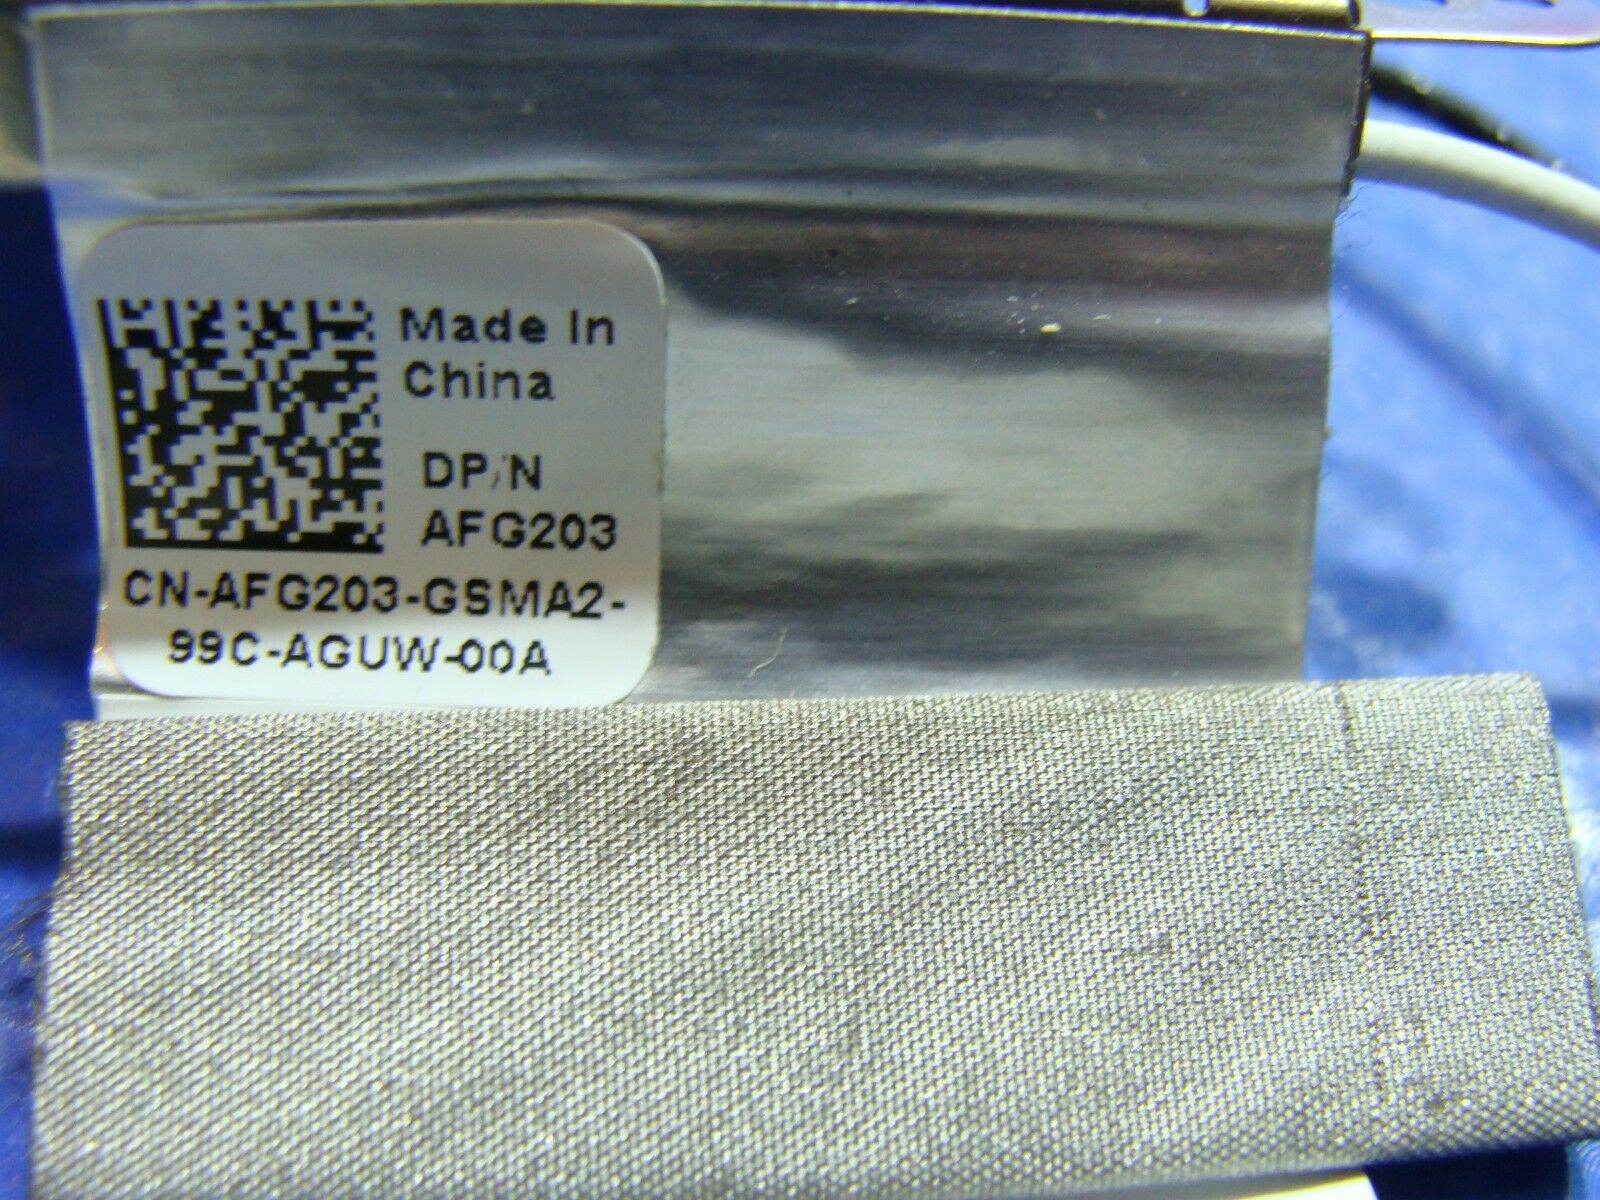 Made In
China
DP/N
AFG203
CN-AFG203-GSMA2-
99C-AGUW-00A